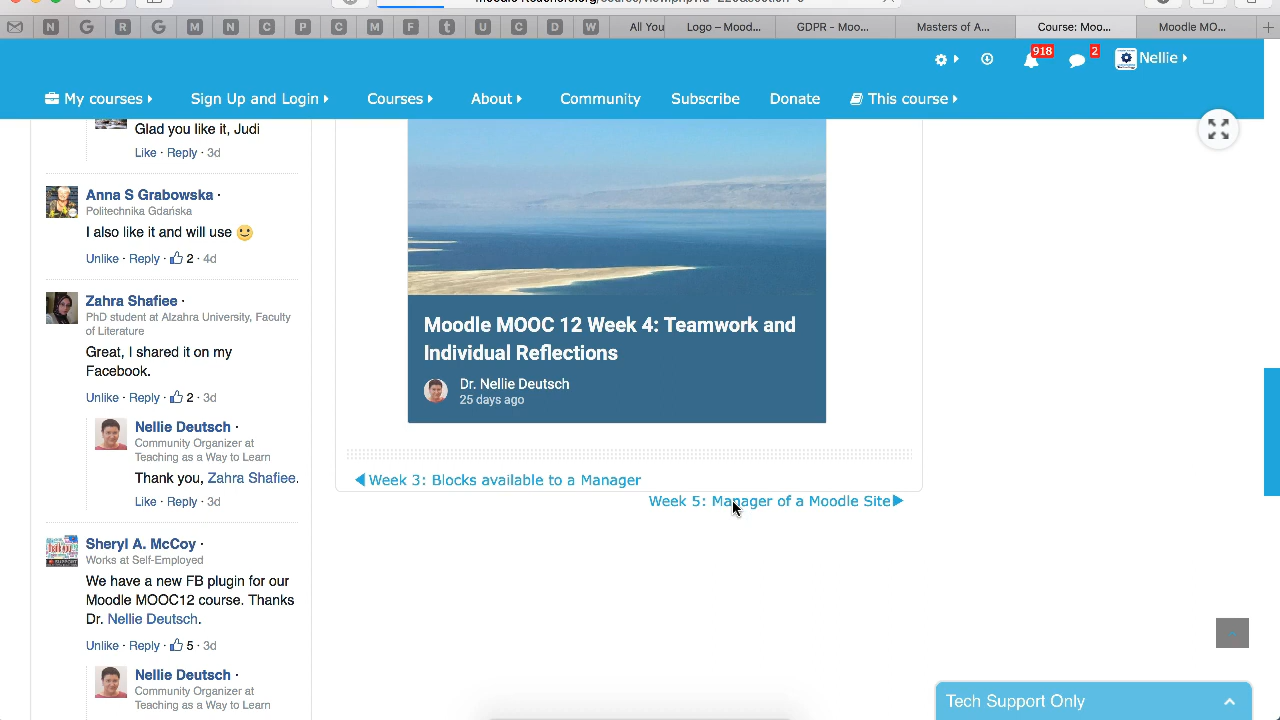 N G R G M N C P C M F t U C D W All You Logo – Mood... GDPR - Moo... Masters of A... Course: Moo... Moodle MO...
918 2 Nellie
My courses Sign Up and Login Courses About Community Subscribe Donate This course
Glad you like it, Judi
Like · Reply · 3d
Anna S Grabowska ·
Politechnika Gdańska
I also like it and will use
Unlike · Reply · 2 · 4d
Zahra Shafiee ·
PhD student at Alzahra University, Faculty
of Literature
Great, I shared it on my
Facebook.
Unlike · Reply · 2 · 3d
Nellie Deutsch ·
Community Organizer at
Teaching as a Way to Learn
Thank you, Zahra Shafiee.
Like · Reply · 3d
Sheryl A. McCoy ·
Works at Self-Employed
We have a new FB plugin for our
Moodle MOOC12 course. Thanks
Dr. Nellie Deutsch.
Unlike · Reply · 5 · 3d
Nellie Deutsch ·
Community Organizer at
Teaching as a Way to Learn
Moodle MOOC 12 Week 4: Teamwork and
Individual Reflections
Dr. Nellie Deutsch
25 days ago
Week 3: Blocks available to a Manager
Week 5: Manager of a Moodle Site
Tech Support Only